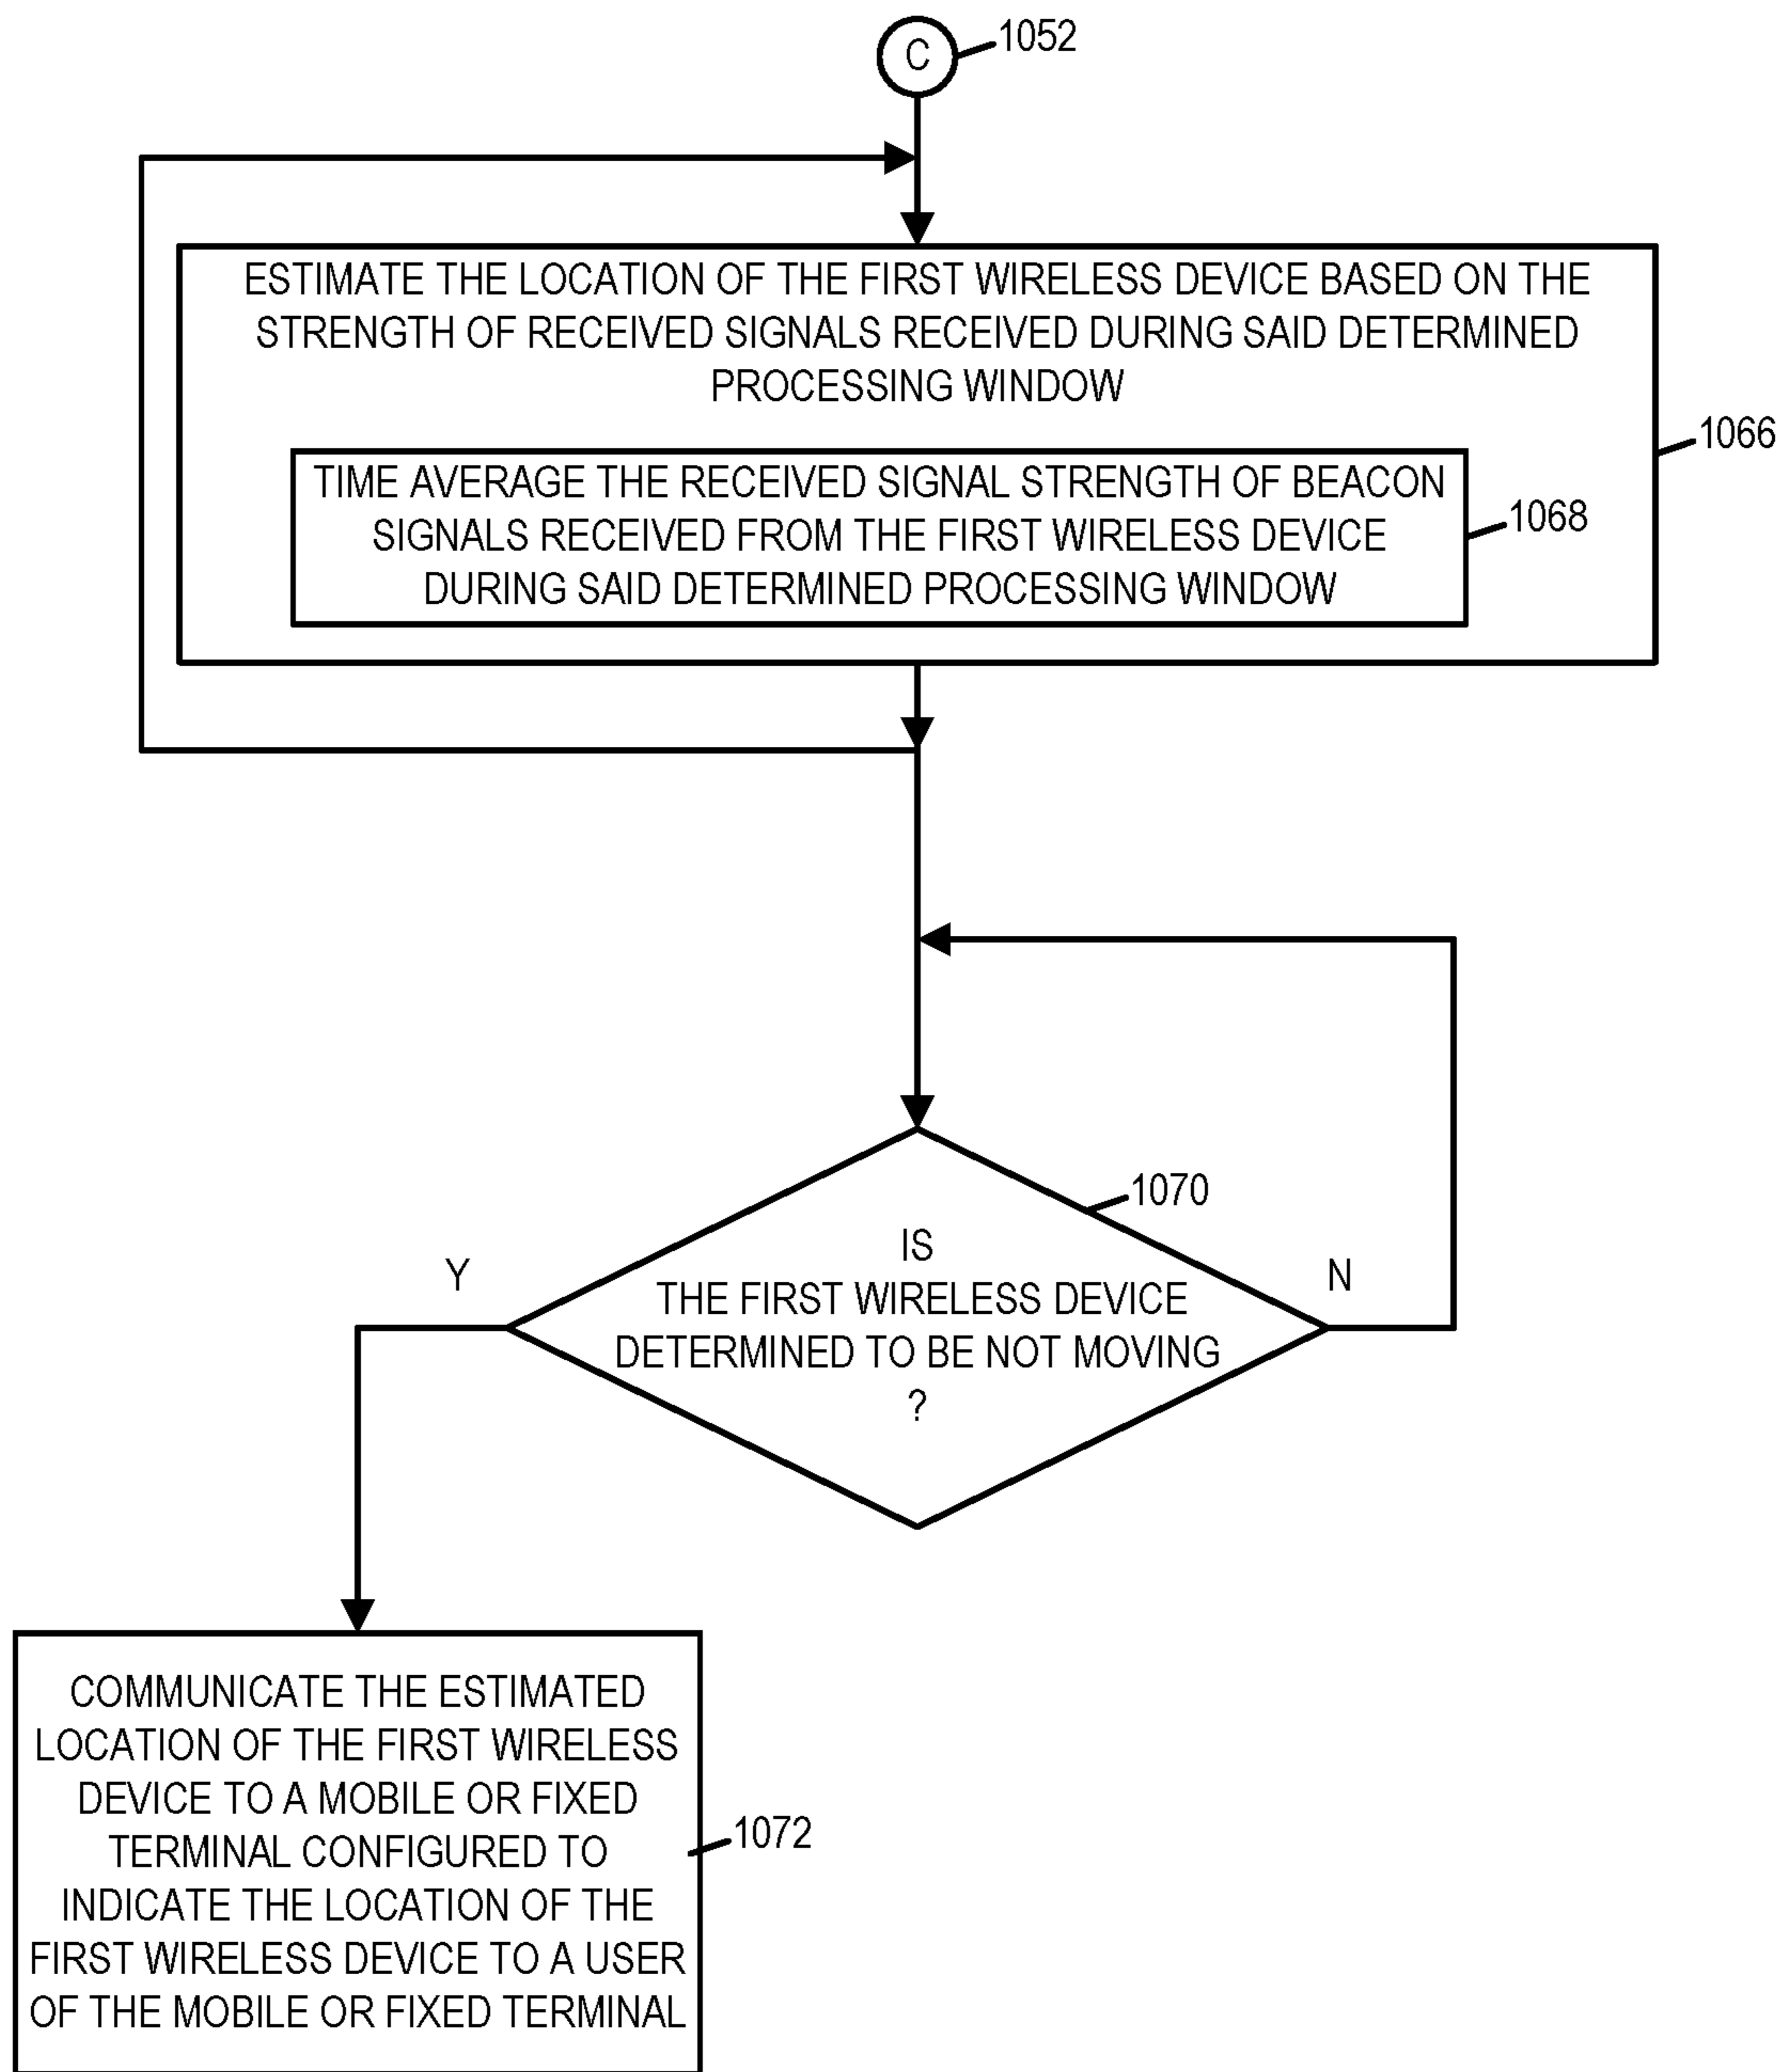 C
1052
ESTIMATE THE LOCATION OF THE FIRST WIRELESS DEVICE BASED ON THE
STRENGTH OF RECEIVED SIGNALS RECEIVED DURING SAID DETERMINED
PROCESSING WINDOW
1066
TIME AVERAGE THE RECEIVED SIGNAL STRENGTH OF BEACON
SIGNALS RECEIVED FROM THE FIRST WIRELESS DEVICE
DURING SAID DETERMINED PROCESSING WINDOW
1068
1070
IS
THE FIRST WIRELESS DEVICE
DETERMINED TO BE NOT MOVING
?
Y
N
COMMUNICATE THE ESTIMATED
LOCATION OF THE FIRST WIRELESS
DEVICE TO A MOBILE OR FIXED
TERMINAL CONFIGURED TO
INDICATE THE LOCATION OF THE
FIRST WIRELESS DEVICE TO A USER
OF THE MOBILE OR FIXED TERMINAL
1072